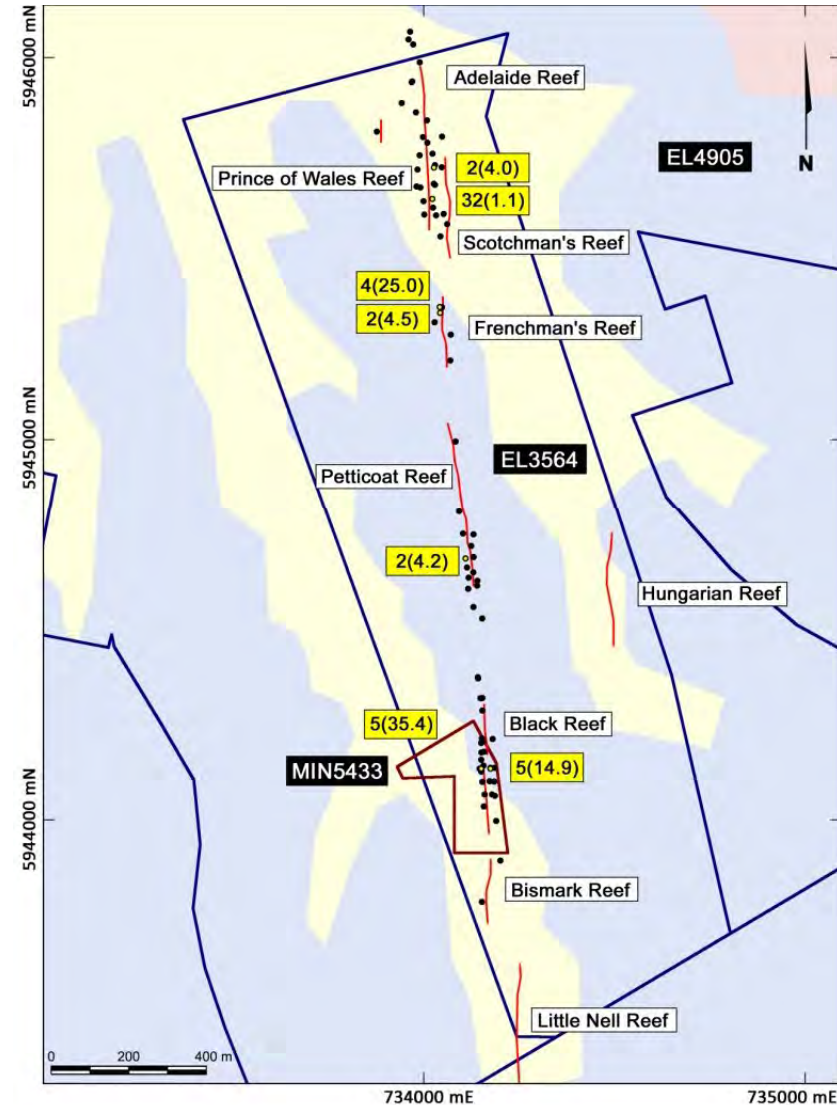 5946000 mN
Adelaide Reef
EL4905
N
2(4.0)
Prince of Wales Reef
32(1.1)
Scotchman's Reef
4(25.0)
2(4.5)
Frenchman's Reef
5945000 mN
EL3564
Petticoat Reef
2(4.2)
Hungarian Reef
5(35.4)
Black Reef
MIN5433
5(14.9)
5944000 mN
Bismark Reef
Little Nell Reef
0 200 400 m
734000 mE 735000 mE